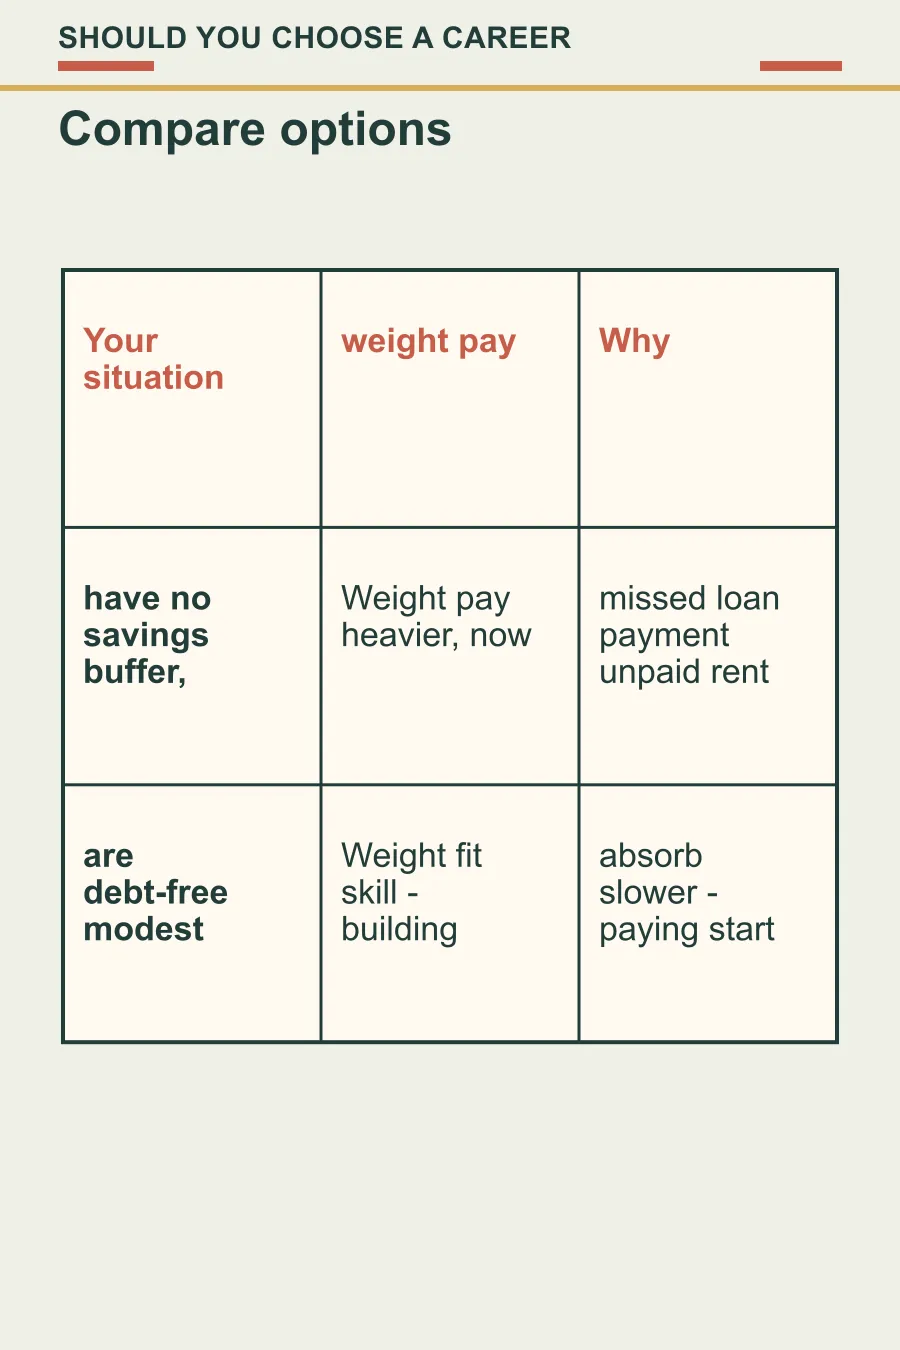 SHOULD YOU CHOOSE A CAREER
Compare options
Your
situation
weight pay
Why
have no
savings
buffer,
Weight pay
heavier, now
missed loan
payment
unpaid rent
are
debt-free
modest
Weight fit
skill -
building
absorb
slower -
paying start